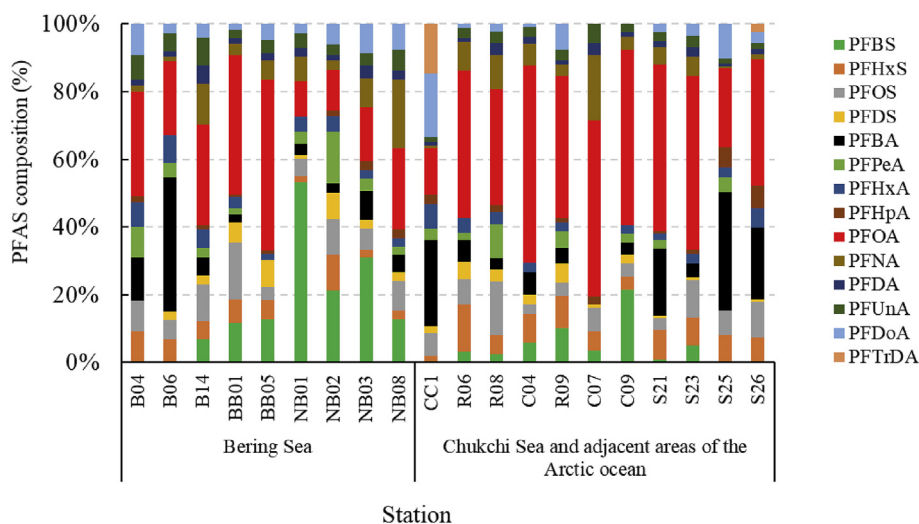 PFAS composition (%)
100%
80%
60%
40%
20%
0%
B04
B06
B14
BB01
BB05
NB01
NB02
NB03
NB08
CC1
R06
R08
C04
R09
C07
C09
S21
S23
S25
S26
Bering Sea
Chukchi Sea and adjacent areas of the
Arctic ocean
Station
PFBS
PFHxS
PFOS
PFDS
PFBA
PFPeA
PFHxA
PFHpA
PFOA
PFNA
PFDA
PFUnA
PFDoA
PFTrDA